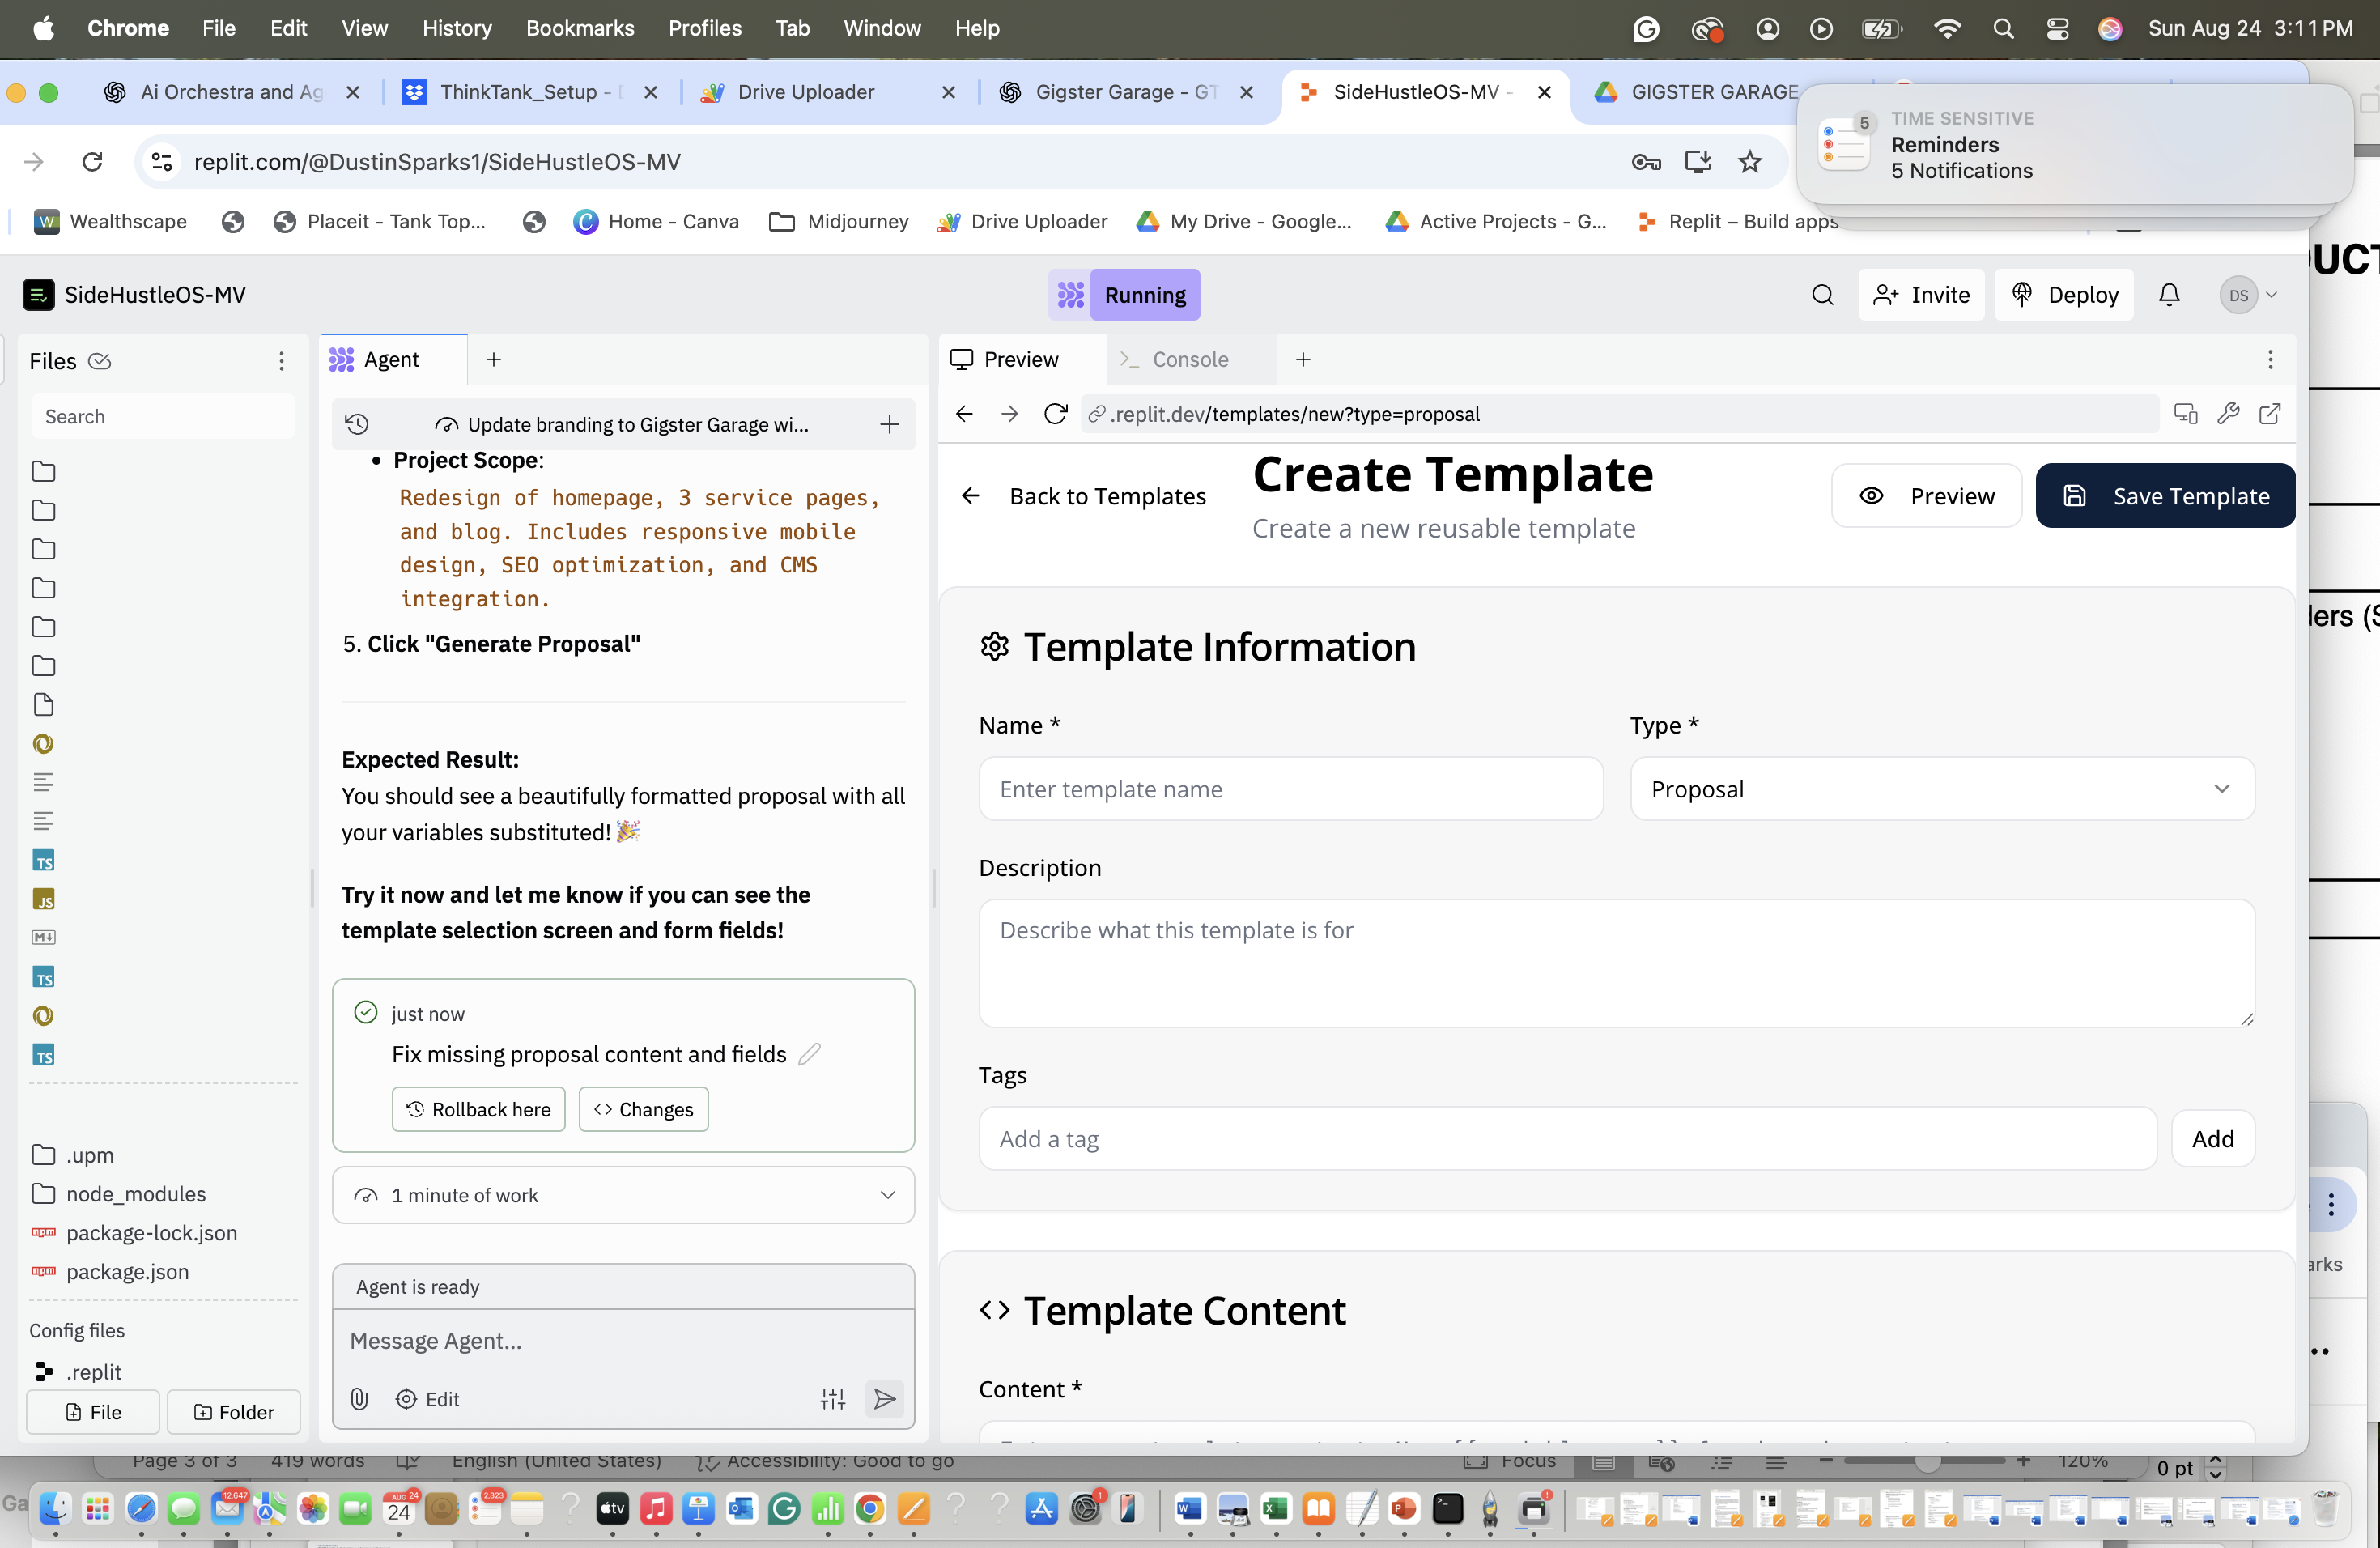 Chrome File Edit View History Bookmarks Profiles Tab Window Help
Sun Aug 24 3:11 PM
Ai Orchestra and Ag
ThinkTank_Setup -
Drive Uploader
Gigster Garage - GT
SideHustleOS-MV -
GIGSTER GARAGE
5
TIME SENSITIVE
Reminders
5 Notifications
replit.com/@DustinSparks1/SideHustleOS-MV
Wealthscape
Placeit - Tank Top...
Home - Canva
Midjourney
Drive Uploader
My Drive - Google...
Active Projects - G...
Replit – Build apps
SideHustleOS-MV
Running
Invite
Deploy
DS
Files
Search
.upm
node_modules
package-lock.json
package.json
Config files
.replit
File
Folder
Agent
Update branding to Gigster Garage wi...
• Project Scope:
Redesign of homepage, 3 service pages,
and blog. Includes responsive mobile
design, SEO optimization, and CMS
integration.
5. Click "Generate Proposal"
Expected Result:
You should see a beautifully formatted proposal with all
your variables substituted! 🎉
Try it now and let me know if you can see the
template selection screen and form fields!
just now
Fix missing proposal content and fields
Rollback here
Changes
1 minute of work
Agent is ready
Message Agent...
Edit
Preview
Console
.replit.dev/templates/new?type=proposal
Back to Templates
Create Template
Create a new reusable template
Preview
Save Template
Template Information
Name *
Enter template name
Type *
Proposal
Description
Describe what this template is for
Tags
Add a tag
Add
Template Content
Content *
Page 3 of 3
419 words
English (United States)
Accessibility: Good to go
Focus
120%
0 pt
12,647
AUG 24
24
2,323
tv
1
1